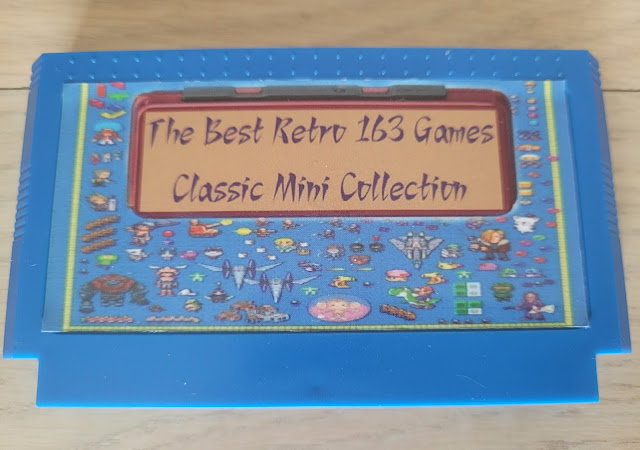 The Best Retro 163 Games
Classic Mini Collection